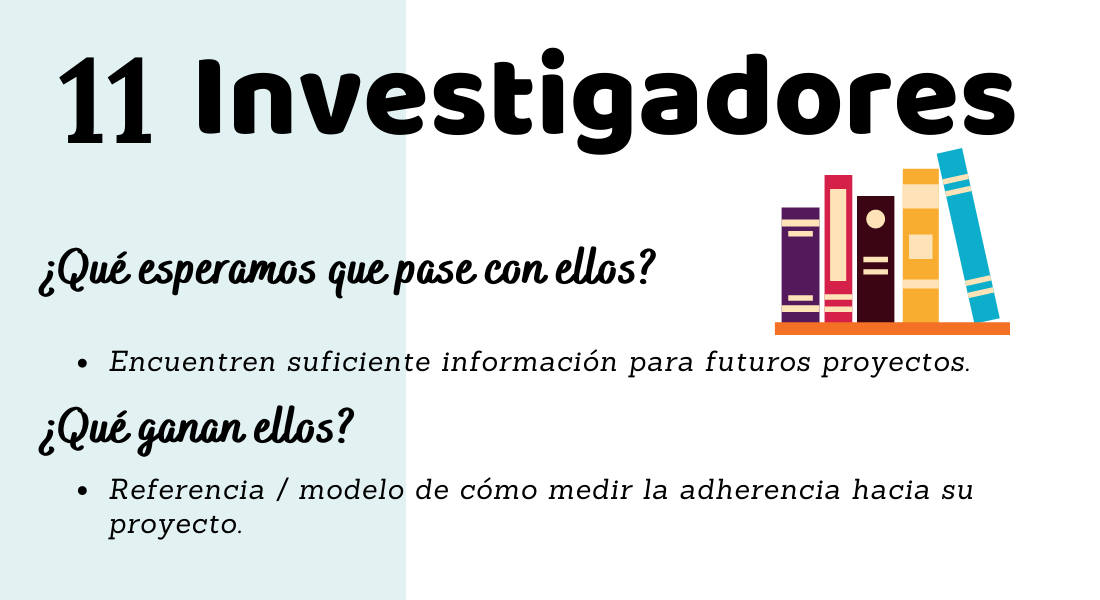 11 Investigadores
¿Qué esperamos que pase con ellos?
• Encuentren suficiente información para futuros proyectos.
¿Qué ganan ellos?
• Referencia / modelo de cómo medir la adherencia hacia su
proyecto.